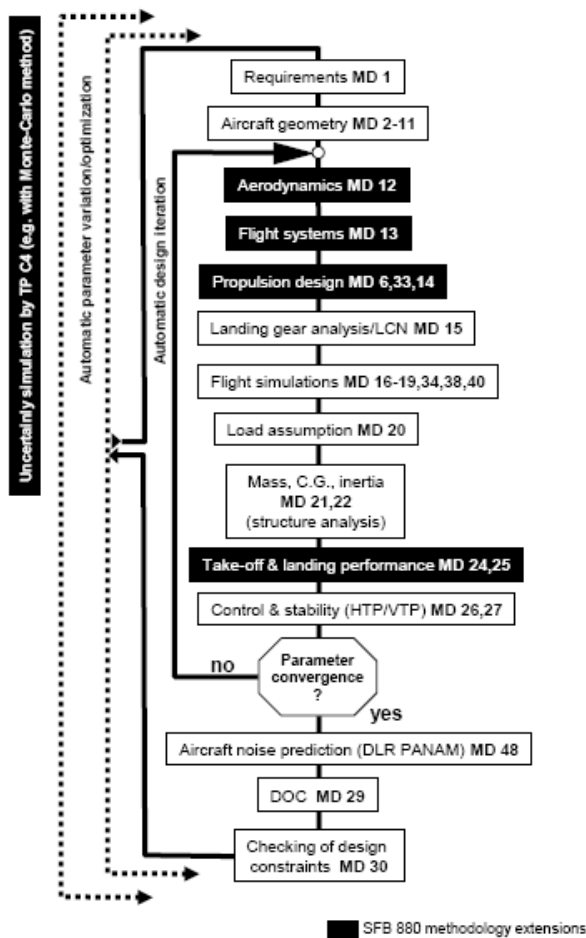 Uncertainly simulation by TP C4 (e.g. with Monte-Carlo method)
Automatic parameter variation/optimization
Automatic design iteration
Requirements MD 1
Aircraft geometry MD 2-11
Aerodynamics MD 12
Flight systems MD 13
Propulsion design MD 6,33,14
Landing gear analysis/LCN MD 15
Flight simulations MD 16-19,34,38,40
Load assumption MD 20
Mass, C.G., inertia
MD 21,22
(structure analysis)
Take-off & landing performance MD 24,25
Control & stability (HTP/VTP) MD 26,27
no
Parameter
convergence
?
yes
Aircraft noise prediction (DLR PANAM) MD 48
DOC MD 29
Checking of design
constraints MD 30
SFB 880 methodology extensions